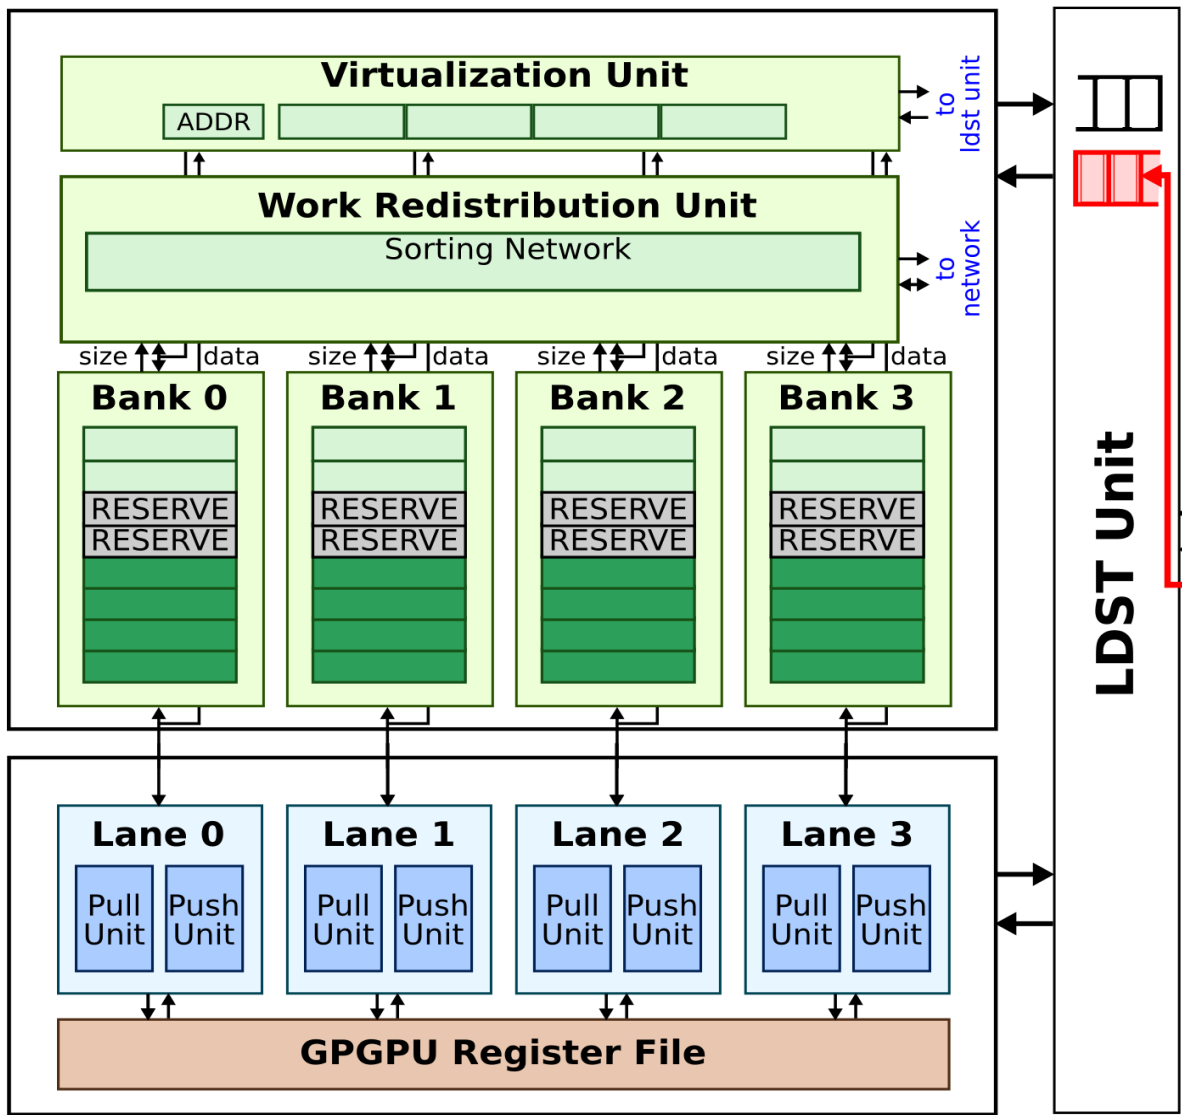 Virtualization Unit
ADDR
to
ldst unit
Work Redistribution Unit
Sorting Network
to
network
size data size data size data size data
Bank 0 Bank 1 Bank 2 Bank 3
RESERVE RESERVE RESERVE RESERVE
RESERVE RESERVE RESERVE RESERVE
LDST Unit
Lane 0 Lane 1 Lane 2 Lane 3
Pull Push Pull Push Pull Push Pull Push
Unit Unit Unit Unit Unit Unit Unit Unit
GPGPU Register File